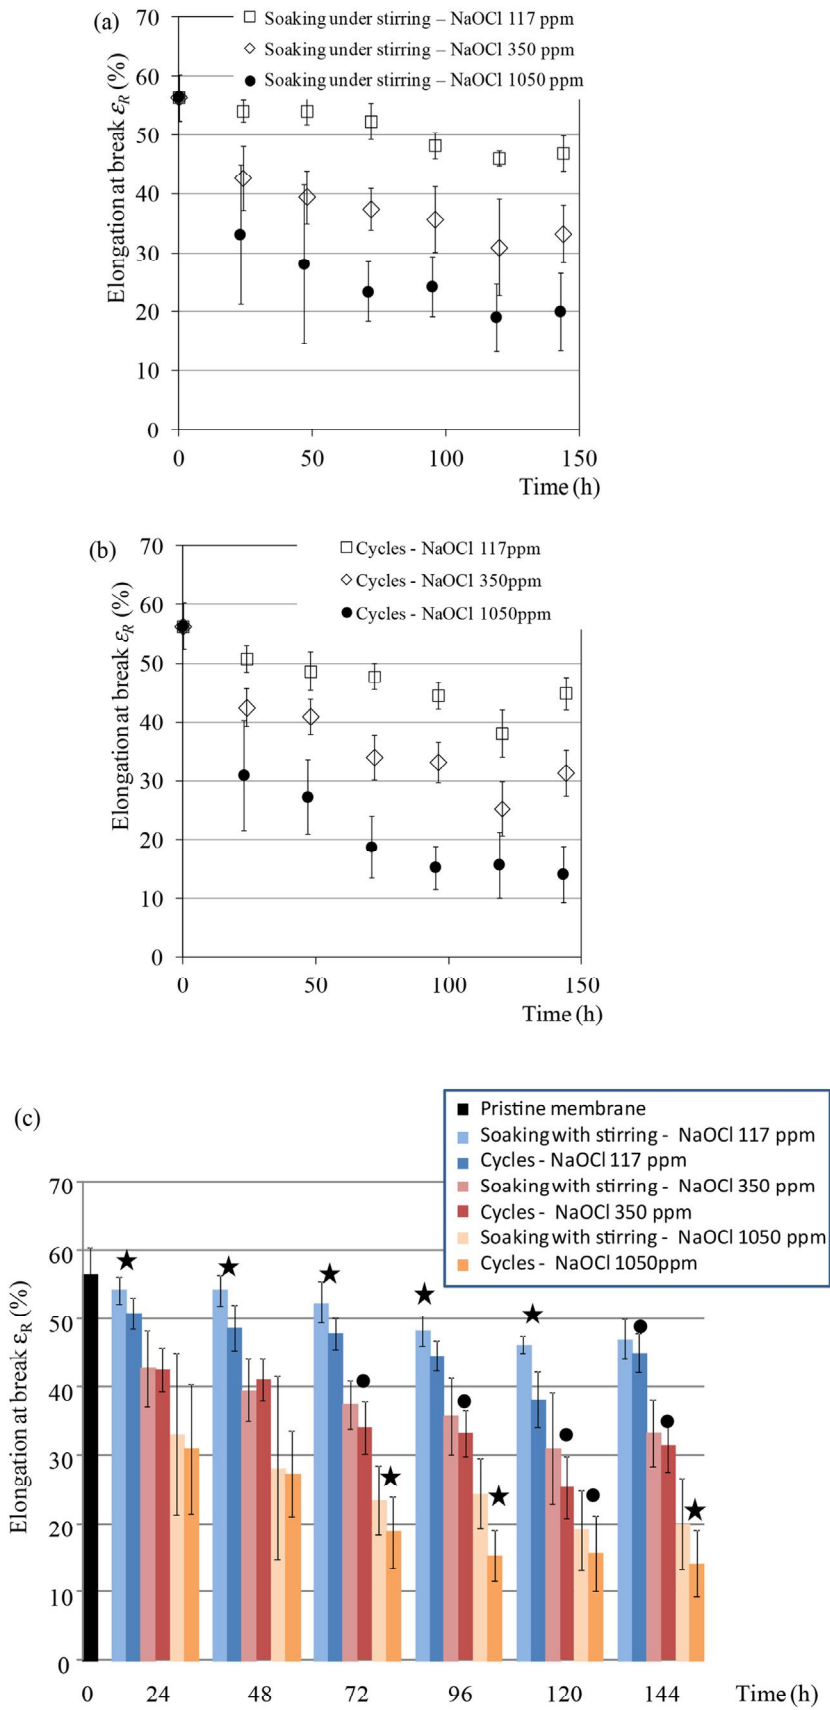 (a)
70
60
50
40
30
20
10
0
Elongation at break εR (%)
Soaking under stirring – NaOCl 117 ppm
Soaking under stirring – NaOCl 350 ppm
Soaking under stirring – NaOCl 1050 ppm
0 50 100 150
Time (h)
(b)
70
60
50
40
30
20
10
0
Elongation at break εR (%)
Cycles - NaOCl 117ppm
Cycles - NaOCl 350ppm
Cycles - NaOCl 1050ppm
0 50 100 150
Time (h)
(c)
Pristine membrane
Soaking with stirring - NaOCl 117 ppm
Cycles - NaOCl 117 ppm
Soaking with stirring - NaOCl 350 ppm
Cycles - NaOCl 350 ppm
Soaking with stirring - NaOCl 1050 ppm
Cycles - NaOCl 1050ppm
70
60
50
40
30
20
10
0
Elongation at break εR (%)
0 24 48 72 96 120 144 Time (h)